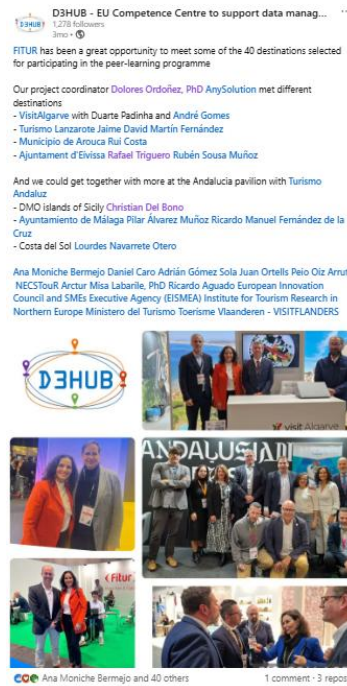 D3HUB - EU Competence Centre to support data manag...
1,278 followers
3mo •
FITUR has been a great opportunity to meet some of the 40 destinations selected
for participating in the peer-learning programme
Our project coordinator Dolores Ordoñez, PhD AnySolution met different
destinations
- VisitAlgarve with Duarte Padinha and André Gomes
- Turismo Lanzarote Jaime David Martín Fernández
- Municipio de Arouca Rui Costa
- Ajuntament d'Eivissa Rafael Triguero Rubén Sousa Muñoz
And we could get together with more at the Andalucia pavilion with Turismo
Andaluz
- DMO islands of Sicily Christian Del Bono
- Ayuntamiento de Málaga Pilar Álvarez Muñoz Ricardo Manuel Fernández de la
Cruz
- Costa del Sol Lourdes Navarrete Otero
Ana Moniche Bermejo Daniel Caro Adrián Gómez Sola Juan Ortells Peio Oiz Arrut
NECSTouR Arctur Misa Labarile, PhD Ricardo Aguado European Innovation
Council and SMEs Executive Agency (EISMEA) Institute for Tourism Research in
Northern Europe Ministero del Turismo Toerisme Vlaanderen - VISITFLANDERS
D3HUB
visit Algarve
ANDALUSIAN
Fitur
Ana Moniche Bermejo and 40 others
1 comment · 3 repos